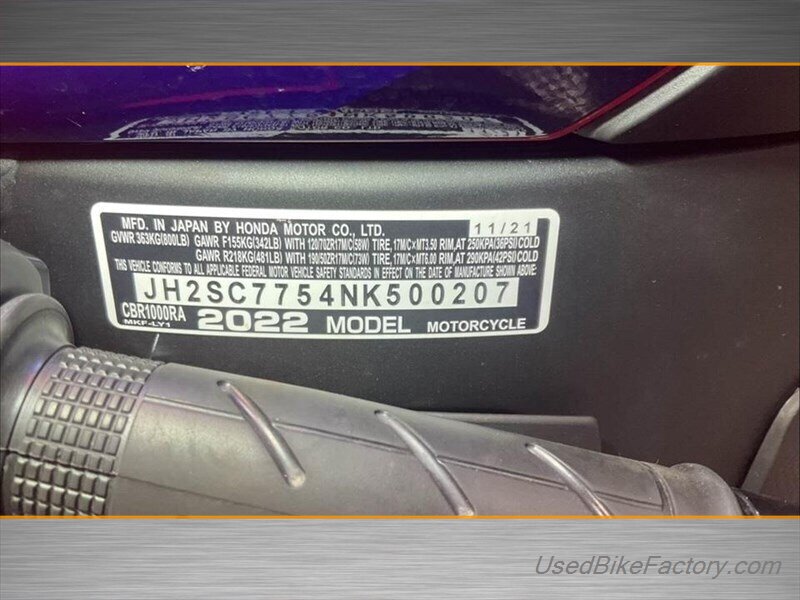 MFD. IN JAPAN BY HONDA MOTOR CO., LTD. 11/21
GVWR 363KG(800LB) GAWR F155KG(342LB) WITH 120/70ZR17M/C(58W) TIRE, 17M/C×MT3.50 RIM, AT 250KPA(36PSI) COLD
GAWR R218KG(481LB) WITH 190/50ZR17M/C(73W) TIRE, 17M/C×MT6.00 RIM, AT 290KPA(42PSI) COLD
THIS VEHICLE CONFORMS TO ALL APPLICABLE FEDERAL MOTOR VEHICLE SAFETY STANDARDS IN EFFECT ON THE DATE OF MANUFACTURE SHOWN ABOVE:
JH2SC7754NK500207
CBR1000RA 2022 MODEL MOTORCYCLE
MKF-LY1
UsedBikeFactory.com